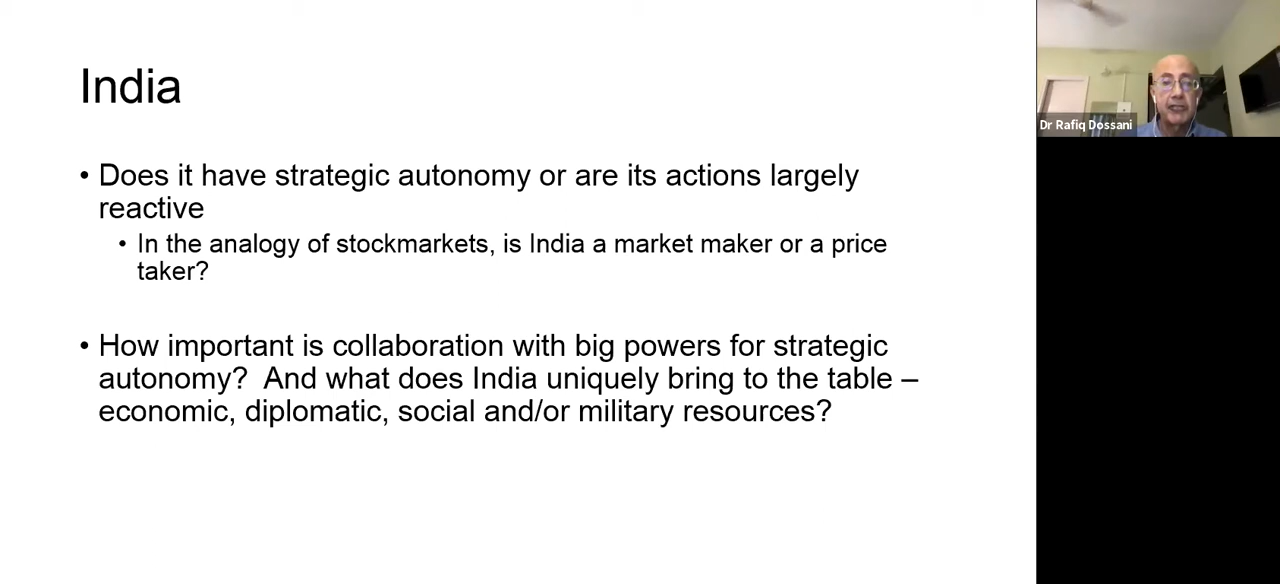 India
• Does it have strategic autonomy or are its actions largely
reactive
• In the analogy of stockmarkets, is India a market maker or a price
taker?
• How important is collaboration with big powers for strategic
autonomy?  And what does India uniquely bring to the table –
economic, diplomatic, social and/or military resources?
Dr Rafiq Dossani